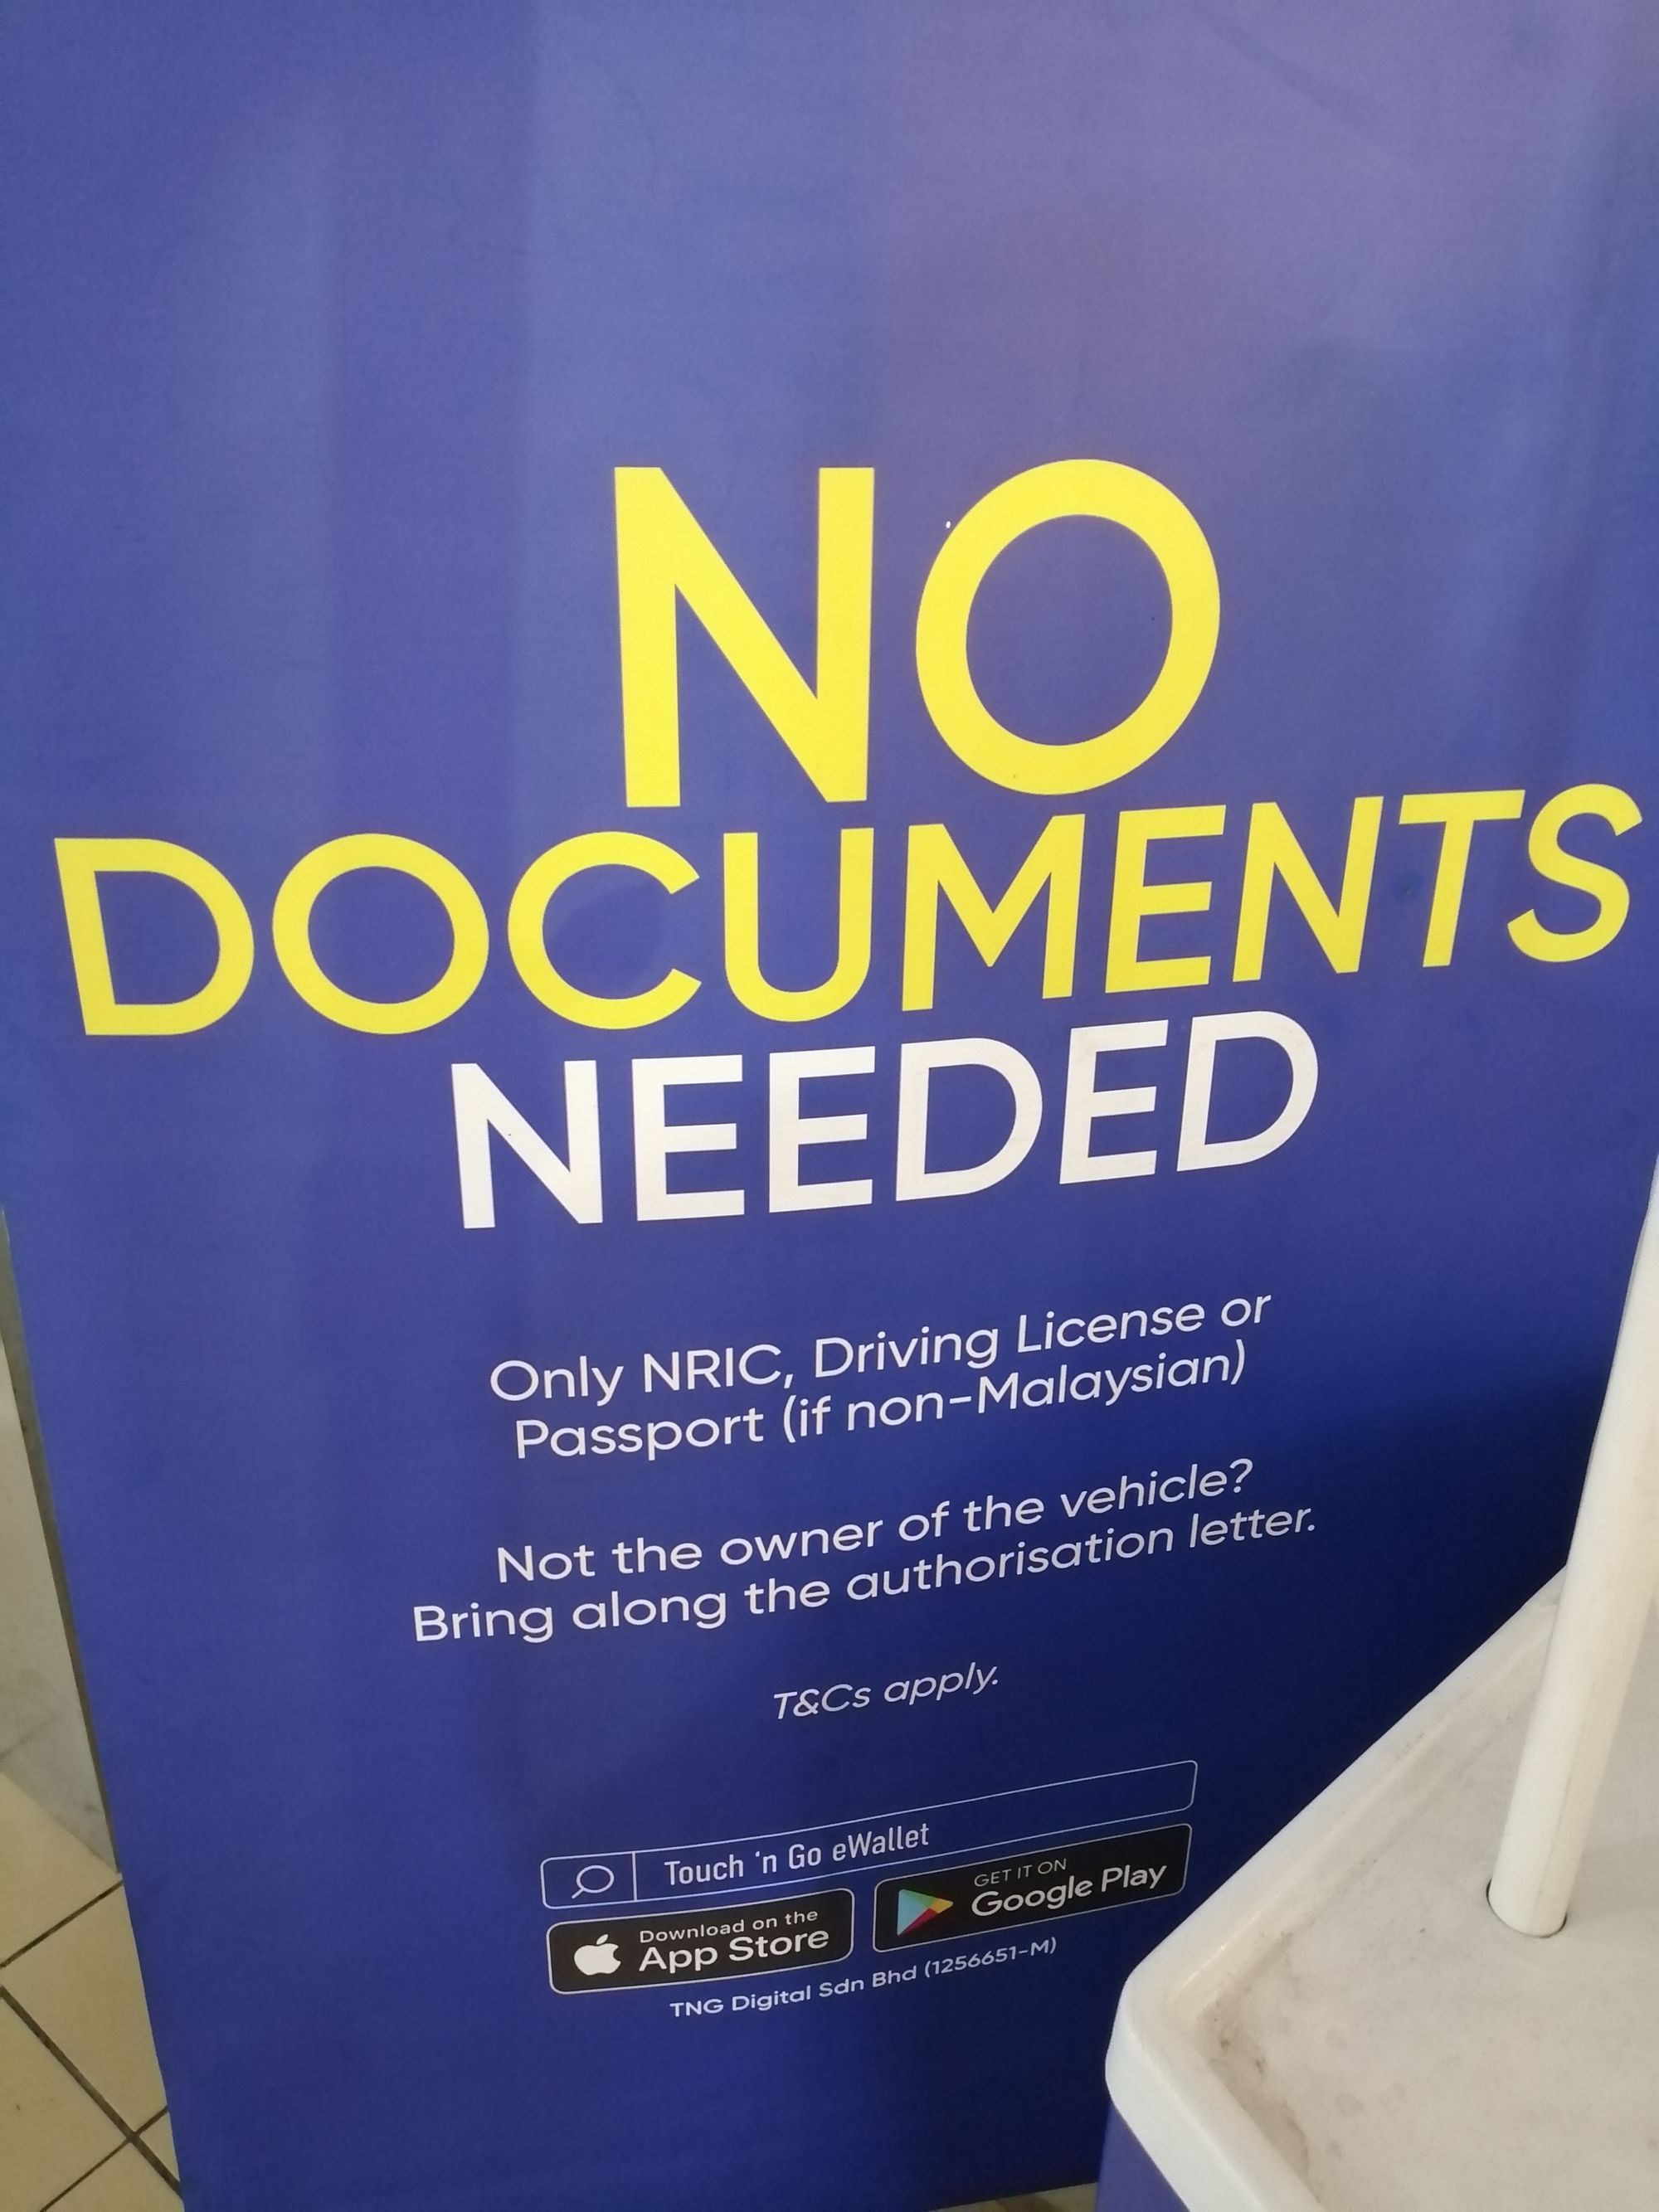 NO
DOCUMENTS
NEEDED
Only NRIC, Driving License or
Passport (if non-Malaysian)
Not the owner of the vehicle?
Bring along the authorisation letter.
T&Cs apply.
Touch 'n Go eWallet
Download on the
App Store
GET IT ON
Google Play
TNG Digital Sdn Bhd (1256651-M)